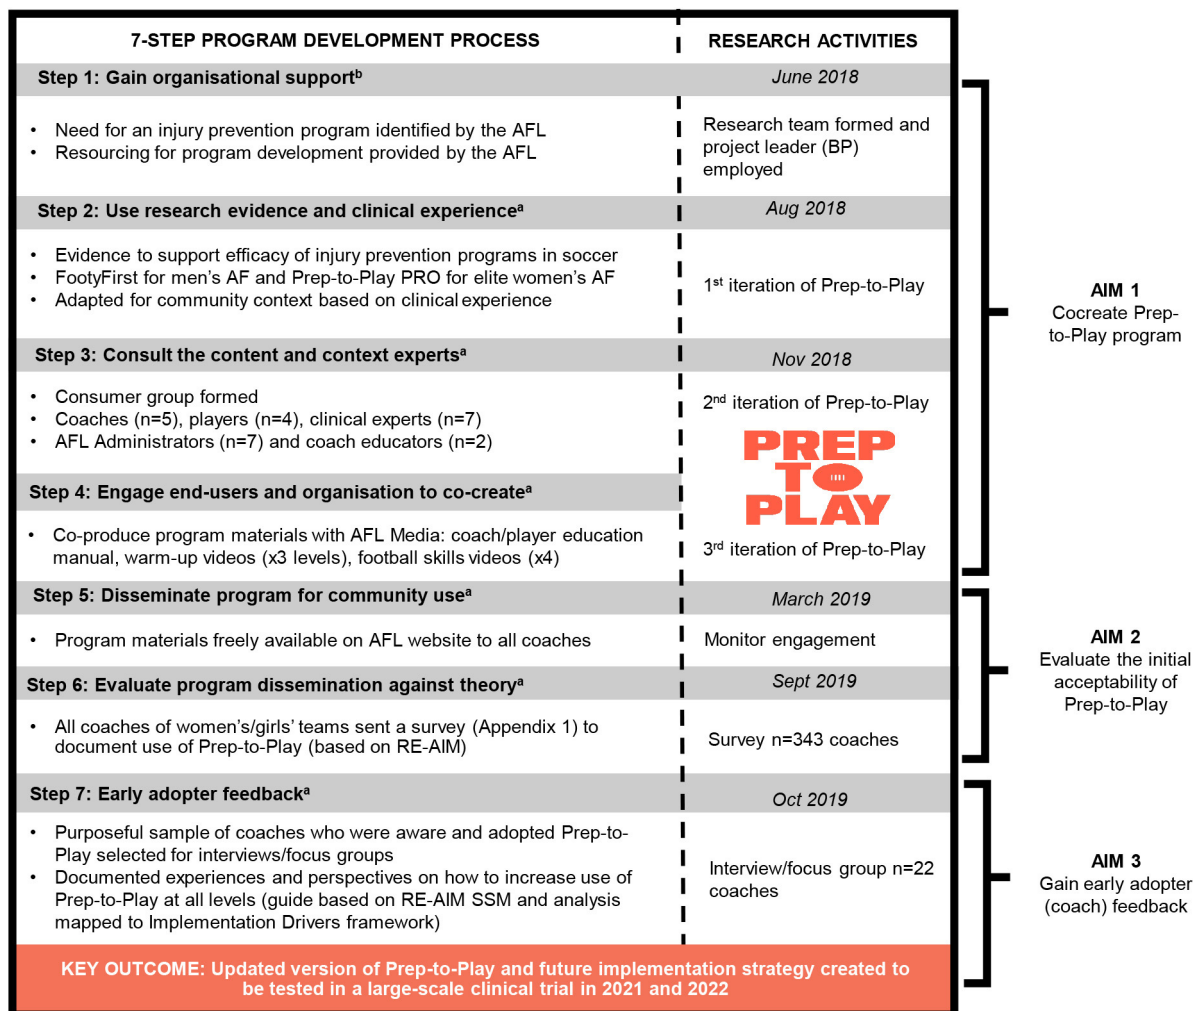 7-STEP PROGRAM DEVELOPMENT PROCESS
RESEARCH ACTIVITIES
Step 1: Gain organisational supportᵇ
June 2018
• Need for an injury prevention program identified by the AFL
• Resourcing for program development provided by the AFL
Research team formed and
project leader (BP)
employed
Step 2: Use research evidence and clinical experienceᵃ
Aug 2018
• Evidence to support efficacy of injury prevention programs in soccer
• FootyFirst for men's AF and Prep-to-Play PRO for elite women's AF
• Adapted for community context based on clinical experience
1ˢᵗ iteration of Prep-to-Play
Step 3: Consult the content and context expertsᵃ
Nov 2018
• Consumer group formed
• Coaches (n=5), players (n=4), clinical experts (n=7)
• AFL Administrators (n=7) and coach educators (n=2)
2ⁿᵈ iteration of Prep-to-Play
PREP
TO
PLAY
Step 4: Engage end-users and organisation to co-createᵃ
• Co-produce program materials with AFL Media: coach/player education
manual, warm-up videos (x3 levels), football skills videos (x4)
3ʳᵈ iteration of Prep-to-Play
AIM 1
Cocreate Prep-
to-Play program
Step 5: Disseminate program for community useᵃ
March 2019
• Program materials freely available on AFL website to all coaches
Monitor engagement
Step 6: Evaluate program dissemination against theoryᵃ
Sept 2019
• All coaches of women's/girls' teams sent a survey (Appendix 1) to
document use of Prep-to-Play (based on RE-AIM)
Survey n=343 coaches
AIM 2
Evaluate the initial
acceptability of
Prep-to-Play
Step 7: Early adopter feedbackᵃ
Oct 2019
• Purposeful sample of coaches who were aware and adopted Prep-to-
Play selected for interviews/focus groups
• Documented experiences and perspectives on how to increase use of
Prep-to-Play at all levels (guide based on RE-AIM SSM and analysis
mapped to Implementation Drivers framework)
Interview/focus group n=22
coaches
AIM 3
Gain early adopter
(coach) feedback
KEY OUTCOME: Updated version of Prep-to-Play and future implementation strategy created to
be tested in a large-scale clinical trial in 2021 and 2022